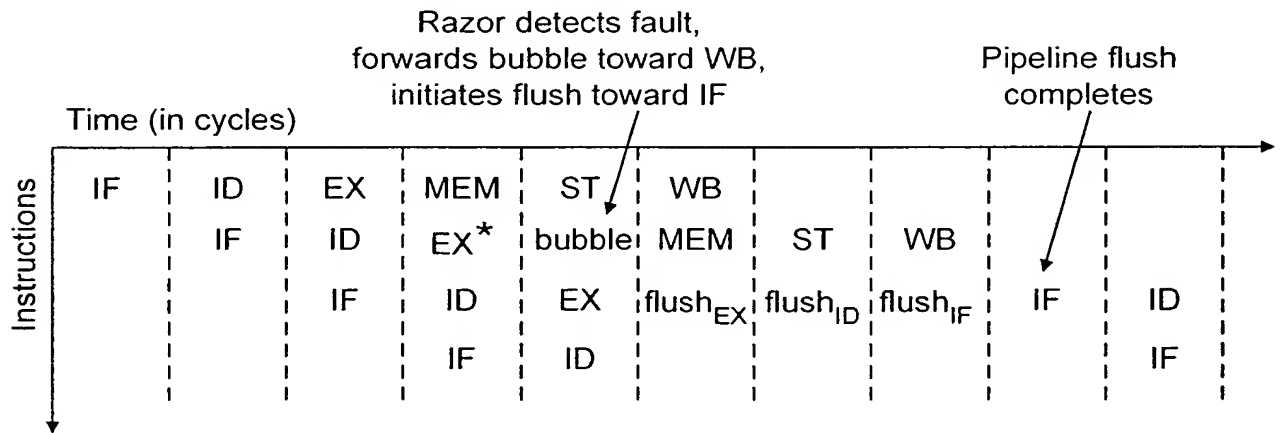 Razor detects fault,
forwards bubble toward WB,
initiates flush toward IF
Pipeline flush
completes
Time (in cycles)
Instructions
IF ID EX MEM ST WB
IF ID EX* bubble MEM ST WB
IF ID EX flushEX flushID flushIF IF ID
IF ID IF